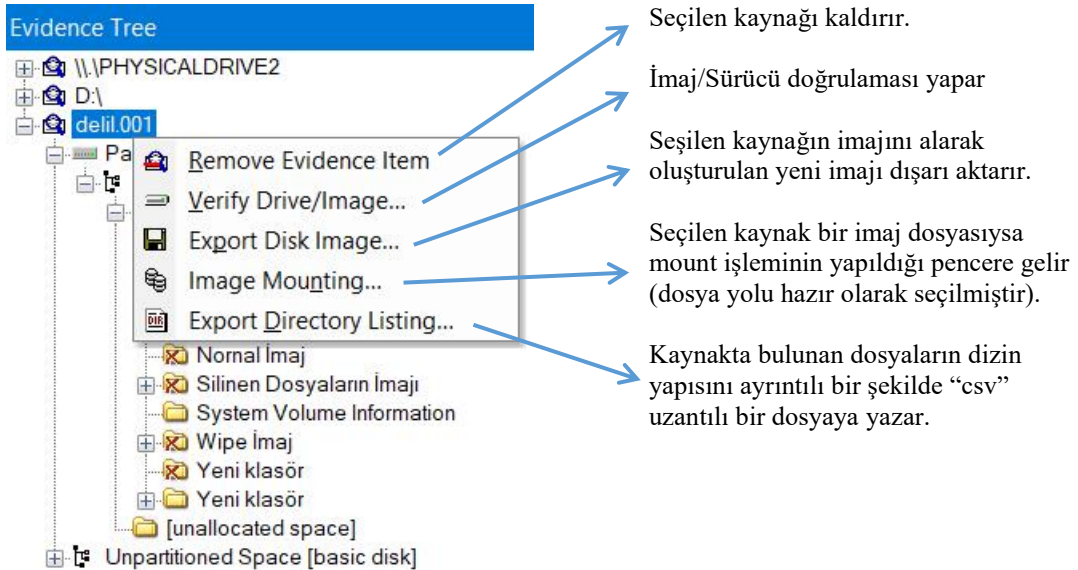 Evidence Tree
\\.\PHYSICALDRIVE2
D:\
delil.001
Pa
Remove Evidence Item
Verify Drive/Image...
Export Disk Image...
Image Mounting...
Export Directory Listing...
Nornal İmaj
Silinen Dosyaların İmajı
System Volume Information
Wipe İmaj
Yeni klasör
Yeni klasör
[unallocated space]
Unpartitioned Space [basic disk]
Seçilen kaynağı kaldırır.
İmaj/Sürücü doğrulaması yapar
Seşilen kaynağın imajını alarak
oluşturulan yeni imajı dışarı aktarır.
Seçilen kaynak bir imaj dosyasıysa
mount işleminin yapıldığı pencere gelir
(dosya yolu hazır olarak seçilmiştir).
Kaynakta bulunan dosyaların dizin
yapısını ayrıntılı bir şekilde “csv”
uzantılı bir dosyaya yazar.